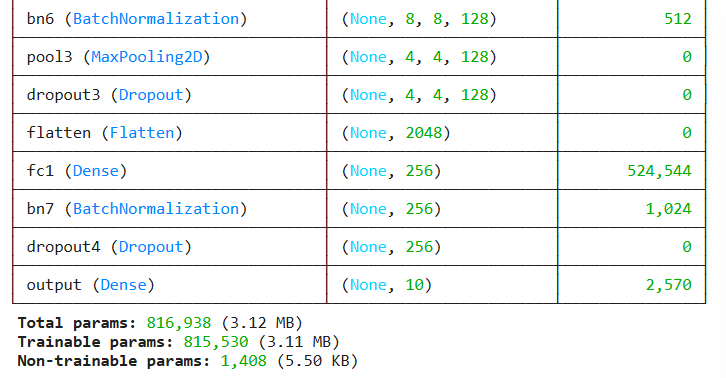 bn6 (BatchNormalization) (None, 8, 8, 128) 512
pool3 (MaxPooling2D) (None, 4, 4, 128) 0
dropout3 (Dropout) (None, 4, 4, 128) 0
flatten (Flatten) (None, 2048) 0
fc1 (Dense) (None, 256) 524,544
bn7 (BatchNormalization) (None, 256) 1,024
dropout4 (Dropout) (None, 256) 0
output (Dense) (None, 10) 2,570
Total params: 816,938 (3.12 MB)
Trainable params: 815,530 (3.11 MB)
Non-trainable params: 1,408 (5.50 KB)